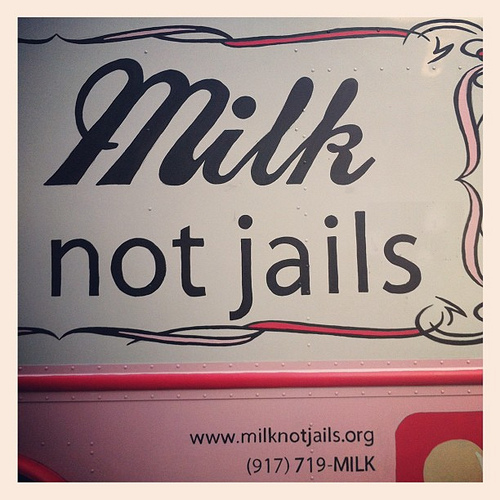 Milk
not jails
www.milknotjails.org
(917) 719-MILK